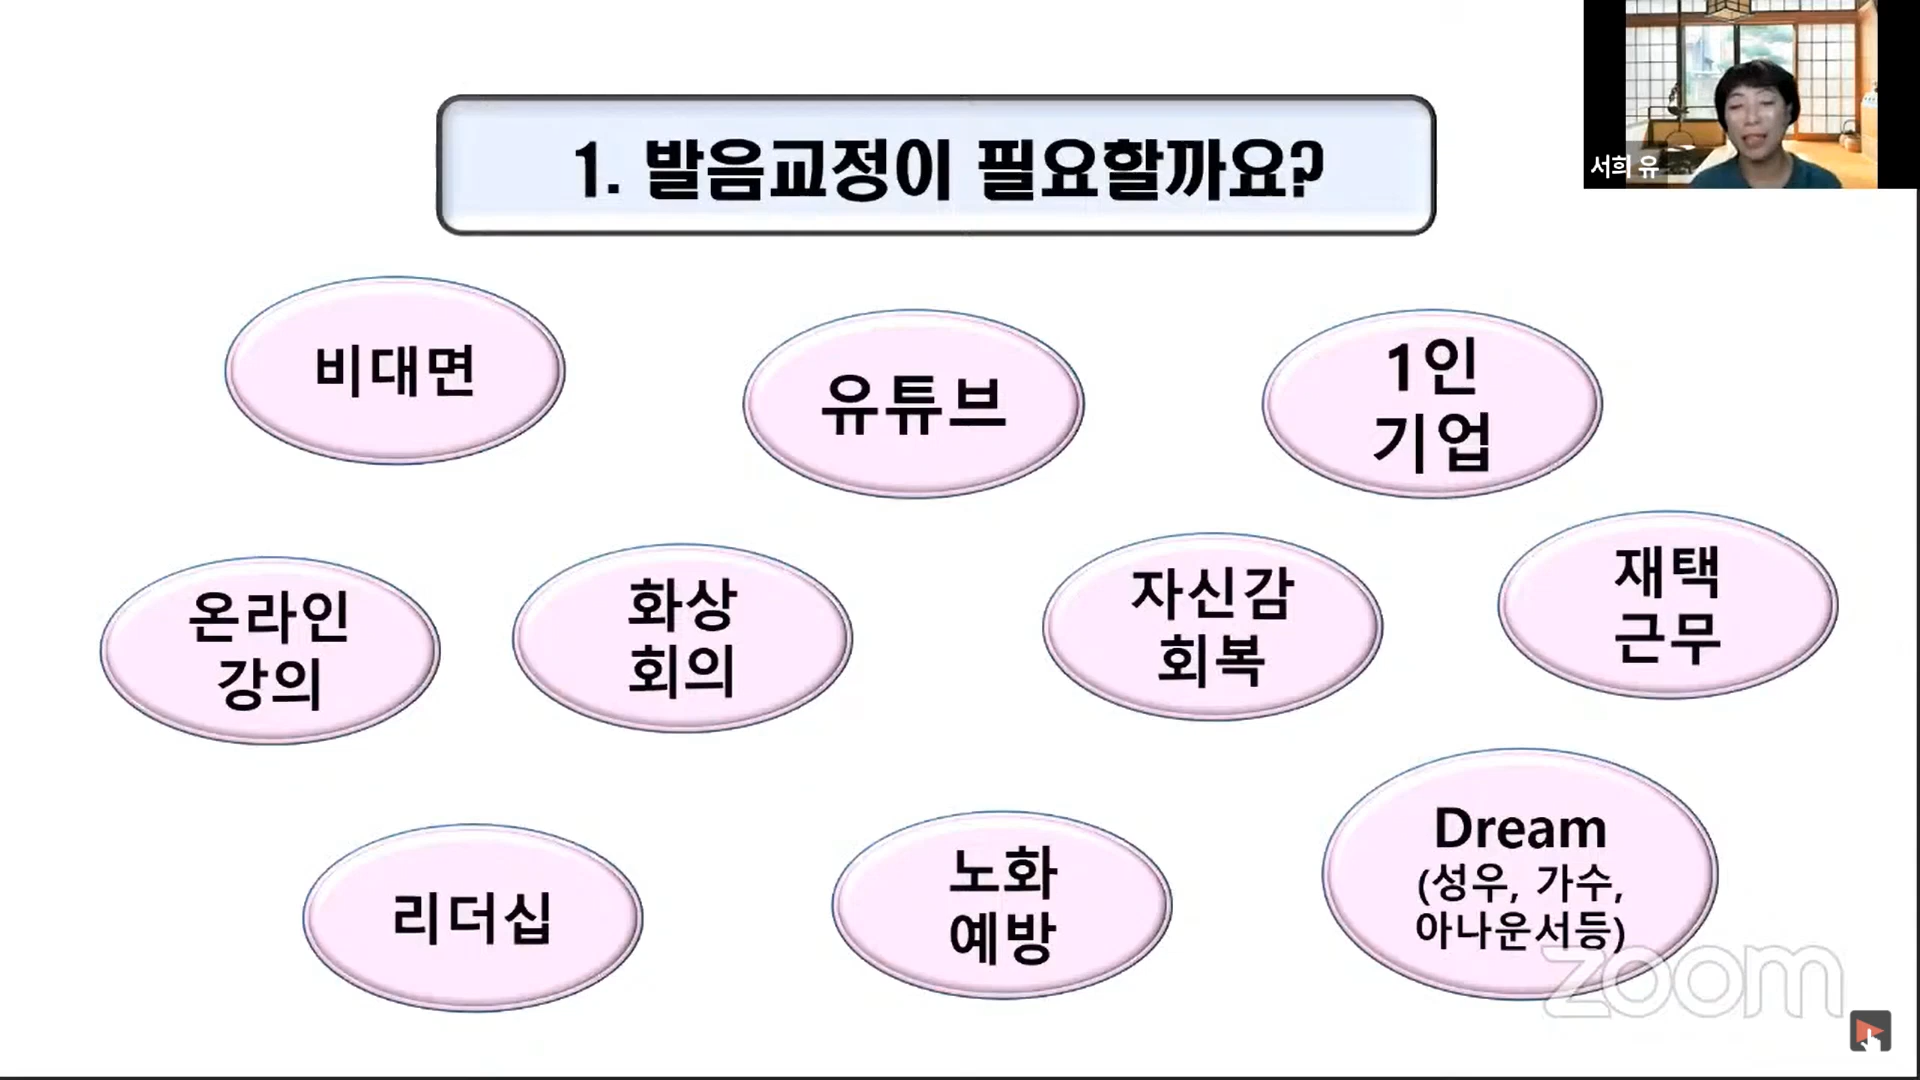 1. 발음교정이 필요할까요?
서희 유
비대면
유튜브
1인
기업
온라인
강의
화상
회의
자신감
회복
재택
근무
리더십
노화
예방
Dream
(성우, 가수,
아나운서등)
zoom